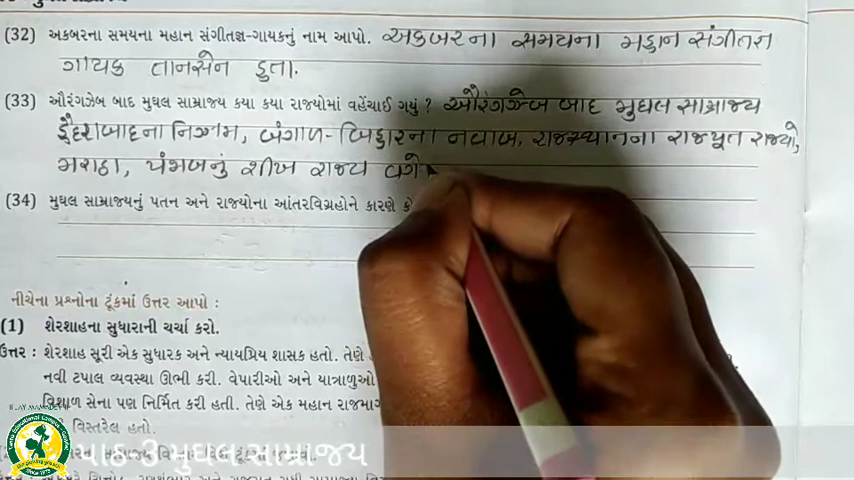 (32) અકબરના સમયના મહાન સંગીતજ્ઞ-ગાયકનું નામ આપો. અકબરના સમયના મહાન સંગીતજ્ઞ
ગાયક તાનસેન હતા.
(33) ઔરંગઝેબ બાદ મુઘલ સામ્રાજ્ય કયા કયા રાજ્યોમાં વહેંચાઈ ગયું ? ઔરંગઝેબ બાદ મુઘલ સામ્રાજ્ય
હૈદરાબાદના નિઝામ, બંગાળ-બિહારના નવાબ, રાજસ્થાનના રાજપૂત રાજ્યો,
મરાઠા, પંજાબનું શીખ રાજ્ય વગે
(34) મુઘલ સામ્રાજ્યનું પતન અને રાજ્યોના આંતરવિગ્રહોને કારણે
નીચેના પ્રશ્નોના ટૂંકમાં ઉત્તર આપો :
(1) શેરશાહના સુધારાની ચર્ચા કરો.
ઉત્તર : શેરશાહ સૂરી એક સુધારક અને ન્યાયપ્રિય શાસક હતો. તેણે
નવી ટપાલ વ્યવસ્થા ઊભી કરી. વેપારીઓ અને યાત્રાળુઓ
વિશાળ સેના પણ નિર્મિત કરી હતી. તેણે એક મહાન રાજમાર્ગ
વિસ્તરેલ હતો.
પાઠ 3 મુઘલ સામ્રાજ્ય